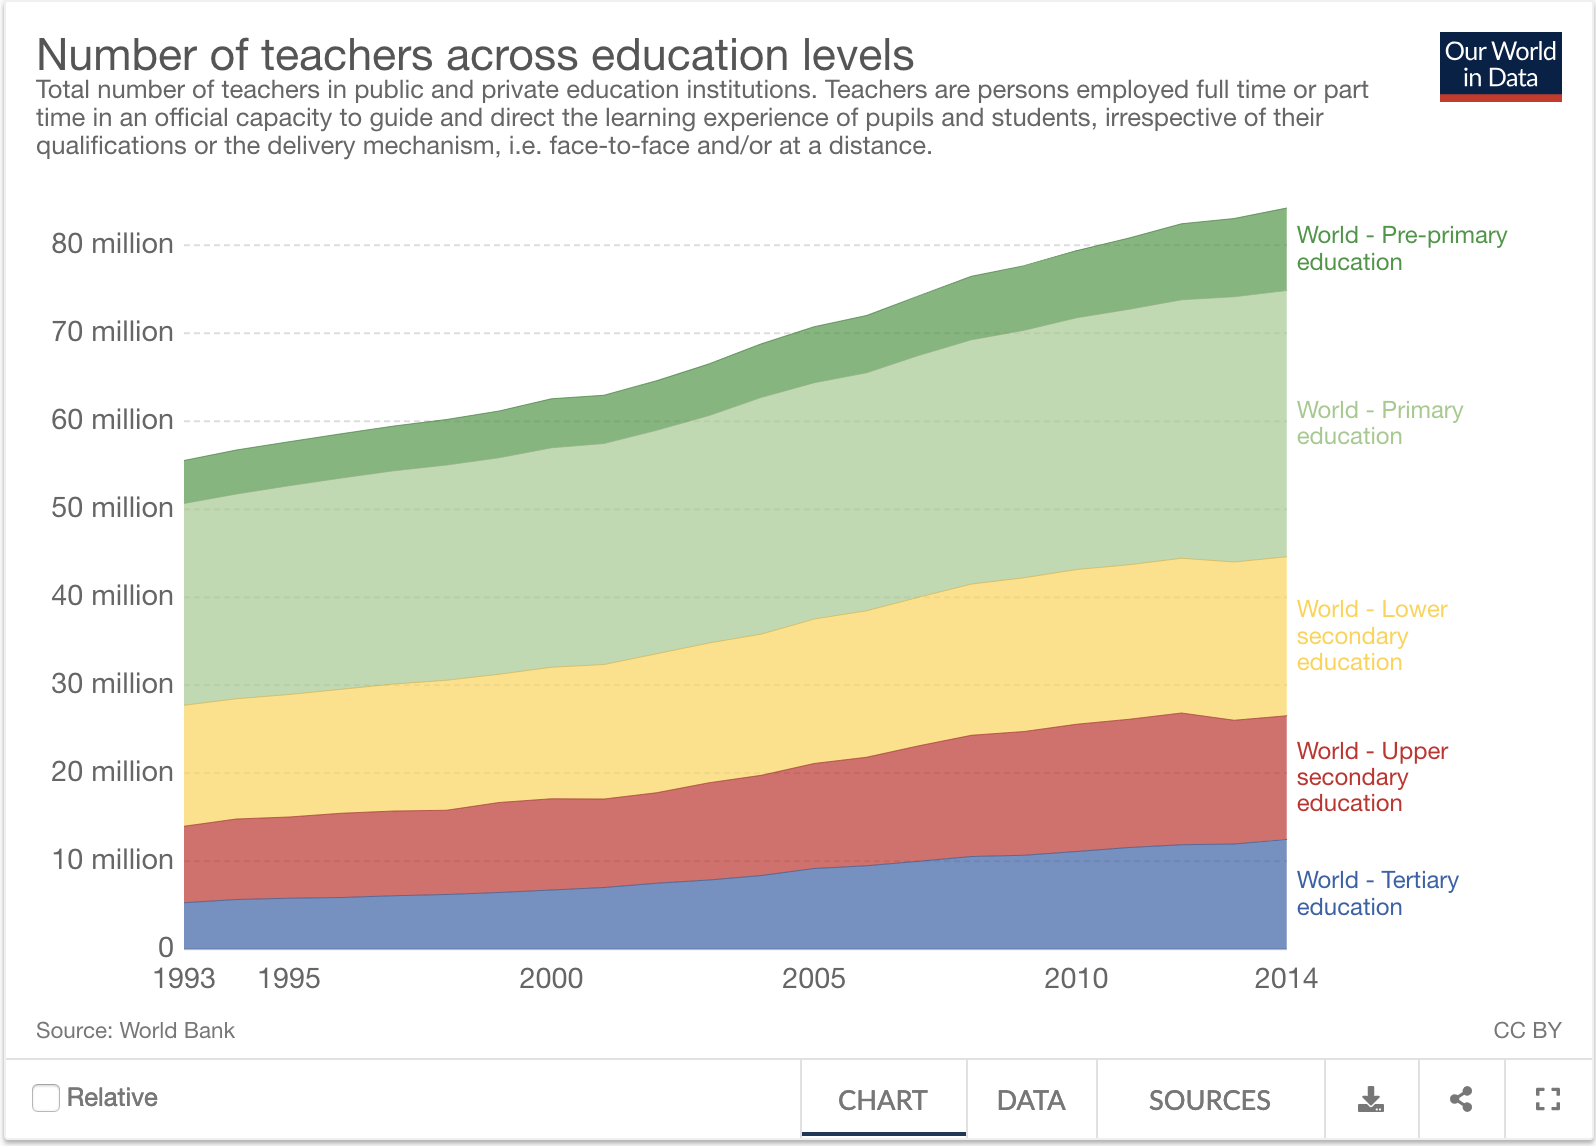 Number of teachers across education levels
Our World
in Data
Total number of teachers in public and private education institutions. Teachers are persons employed full time or part
time in an official capacity to guide and direct the learning experience of pupils and students, irrespective of their
qualifications or the delivery mechanism, i.e. face-to-face and/or at a distance.
80 million
70 million
60 million
50 million
40 million
30 million
20 million
10 million
0
World - Pre-primary
education
World - Primary
education
World - Lower
secondary
education
World - Upper
secondary
education
World - Tertiary
education
1993 1995 2000 2005 2010 2014
Source: World Bank
CC BY
Relative
CHART DATA SOURCES